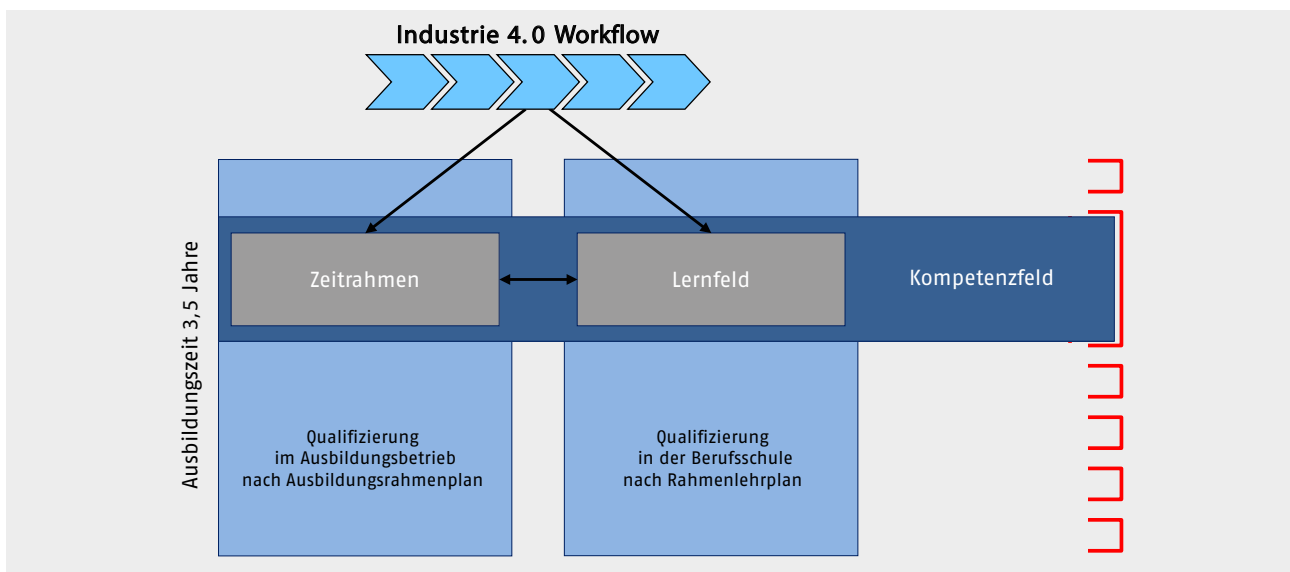 Industrie 4.0 Workflow
Ausbildungszeit 3,5 Jahre
Zeitrahmen
Lernfeld
Kompetenzfeld
Qualifizierung
im Ausbildungsbetrieb
nach Ausbildungsrahmenplan
Qualifizierung
in der Berufsschule
nach Rahmenlehrplan